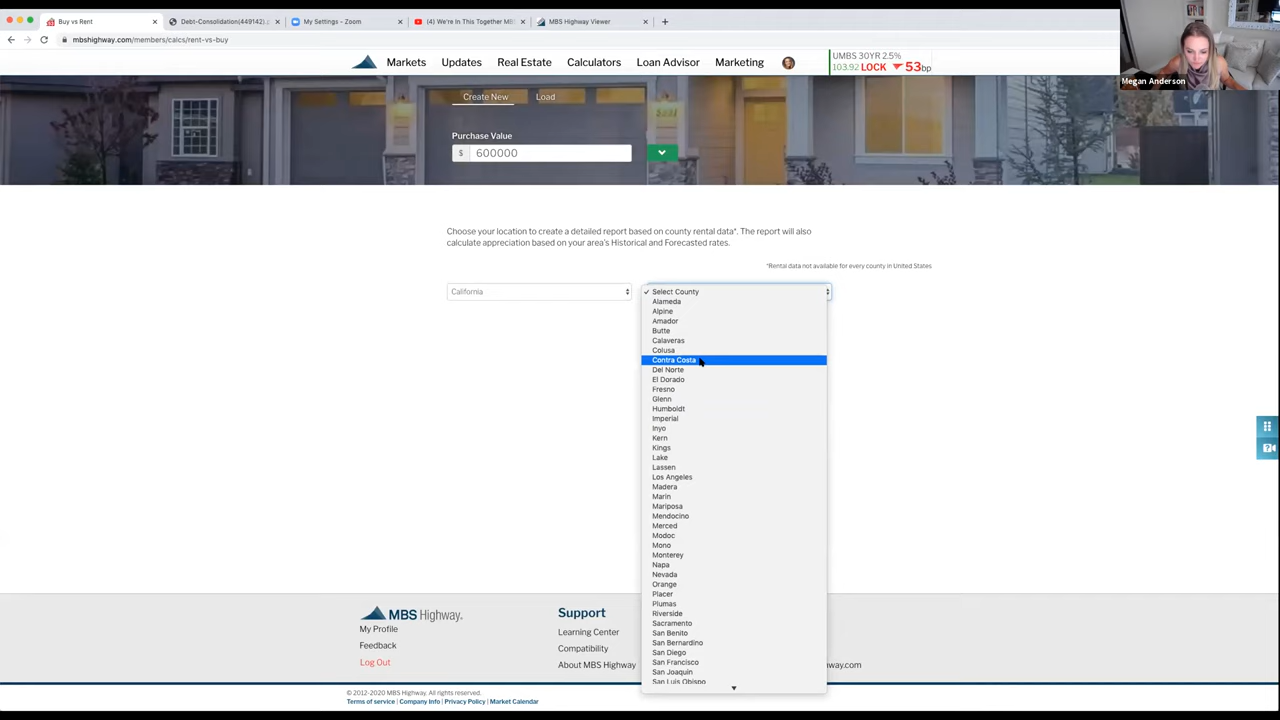 Buy vs Rent
Debt-Consolidation(449142).p
My Settings - Zoom
(4) We're In This Together MBS
MBS Highway Viewer
mbshighway.com/members/calcs/rent-vs-buy
Megan Anderson
Markets
Updates
Real Estate
Calculators
Loan Advisor
Marketing
UMBS 30YR 2.5%
103.92 LOCK 53bp
Create New
Load
Purchase Value
$ 600000
Choose your location to create a detailed report based on county rental data*. The report will also
calculate appreciation based on your area's Historical and Forecasted rates.
*Rental data not available for every county in United States
California
✓ Select County
Alameda
Alpine
Amador
Butte
Calaveras
Colusa
Contra Costa
Del Norte
El Dorado
Fresno
Glenn
Humboldt
Imperial
Inyo
Kern
Kings
Lake
Lassen
Los Angeles
Madera
Marin
Mariposa
Mendocino
Merced
Modoc
Mono
Monterey
Napa
Nevada
Orange
Placer
Plumas
Riverside
Sacramento
San Benito
San Bernardino
San Diego
San Francisco
San Joaquin
San Luis Obispo
MBS Highway.
My Profile
Feedback
Log Out
Support
Learning Center
Compatibility
About MBS Highway
way.com
© 2012-2020 MBS Highway. All rights reserved.
Terms of service | Company Info | Privacy Policy | Market Calendar